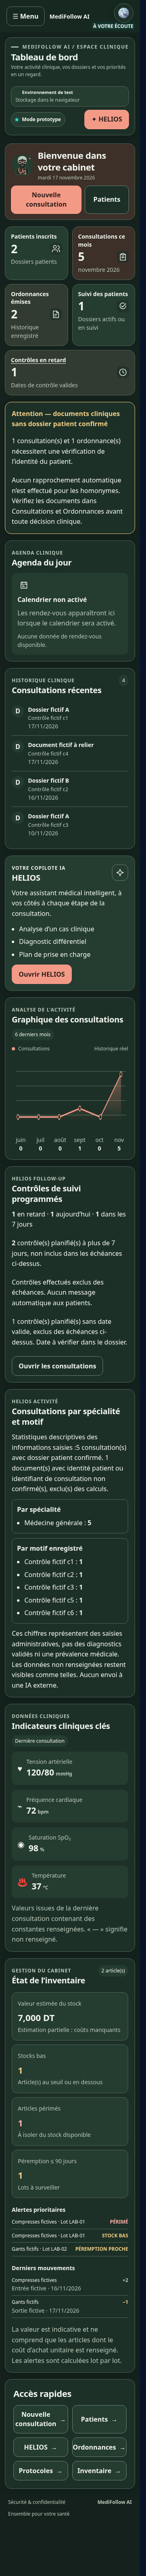 ☰ Menu
MediFollow AI
À VOTRE ÉCOUTE
MEDIFOLLOW AI / ESPACE CLINIQUE
Tableau de bord
Votre activité clinique, vos dossiers et vos priorités
en un regard.
Environnement de test
Stockage dans le navigateur
Mode prototype
✦ HELIOS
Bienvenue dans
votre cabinet
mardi 17 novembre 2026
Nouvelle
consultation
Patients
Patients inscrits
2
Dossiers patients
Consultations ce
mois
5
novembre 2026
Ordonnances
émises
2
Historique
enregistré
Suivi des patients
1
Dossiers actifs ou
en suivi
Contrôles en retard
1
Dates de contrôle valides
Attention — documents cliniques
sans dossier patient confirmé
1 consultation(s) et 1 ordonnance(s)
nécessitent une vérification de
l'identité du patient.
Aucun rapprochement automatique
n'est effectué pour les homonymes.
Vérifiez les documents dans
Consultations et Ordonnances avant
toute décision clinique.
AGENDA CLINIQUE
Agenda du jour
Calendrier non activé
Les rendez-vous apparaîtront ici
lorsque le calendrier sera activé.
Aucune donnée de rendez-vous
disponible.
HISTORIQUE CLINIQUE
4
Consultations récentes
D
Dossier fictif A
Contrôle fictif c1
17/11/2026
D
Document fictif à relier
Contrôle fictif c4
17/11/2026
D
Dossier fictif B
Contrôle fictif c2
16/11/2026
D
Dossier fictif A
Contrôle fictif c3
10/11/2026
VOTRE COPILOTE IA
HELIOS
Votre assistant médical intelligent, à
vos côtés à chaque étape de la
consultation.
• Analyse d'un cas clinique
• Diagnostic différentiel
• Plan de prise en charge
Ouvrir HELIOS
ANALYSE DE L'ACTIVITÉ
Graphique des consultations
6 derniers mois
Consultations
Historique réel
juin juil août sept oct nov
0 0 0 1 0 5
HELIOS FOLLOW-UP
Contrôles de suivi
programmés
1 en retard · 1 aujourd'hui · 1 dans les
7 jours
2 contrôle(s) planifié(s) à plus de 7
jours, non inclus dans les échéances
ci-dessus.
Contrôles effectués exclus des
échéances. Aucun message
automatique aux patients.
1 contrôle(s) planifié(s) sans date
valide, exclus des échéances ci-
dessus. Date à vérifier dans le dossier.
Ouvrir les consultations
HELIOS ACTIVITÉ
Consultations par spécialité
et motif
Statistiques descriptives des
informations saisies :5 consultation(s)
avec dossier patient confirmé. 1
document(s) avec identité patient ou
identifiant de consultation non
confirmé(s), exclu(s) des calculs.
Par spécialité
• Médecine générale : 5
Par motif enregistré
• Contrôle fictif c1 : 1
• Contrôle fictif c2 : 1
• Contrôle fictif c3 : 1
• Contrôle fictif c5 : 1
• Contrôle fictif c6 : 1
Ces chiffres représentent des saisies
administratives, pas des diagnostics
validés ni une prévalence médicale.
Les données non renseignées restent
visibles comme telles. Aucun envoi à
une IA externe.
DONNÉES CLINIQUES
Indicateurs cliniques clés
Dernière consultation
Tension artérielle
120/80 mmHg
Fréquence cardiaque
72 bpm
Saturation SpO₂
98 %
Température
37 °C
Valeurs issues de la dernière
consultation contenant des
constantes renseignées. « — » signifie
non renseigné.
GESTION DU CABINET
2 article(s)
État de l'inventaire
Valeur estimée du stock
7,000 DT
Estimation partielle : coûts manquants
Stocks bas
1
Article(s) au seuil ou en dessous
Articles périmés
1
À isoler du stock disponible
Péremption ≤ 90 jours
1
Lots à surveiller
Alertes prioritaires
Compresses fictives · Lot LAB-01 PÉRIMÉ
Compresses fictives · Lot LAB-01 STOCK BAS
Gants fictifs · Lot LAB-02 PÉREMPTION PROCHE
Derniers mouvements
Compresses fictives +2
Entrée fictive · 16/11/2026
Gants fictifs −1
Sortie fictive · 17/11/2026
La valeur est indicative et ne
comprend que les articles dont le
coût d'achat unitaire est renseigné.
Les alertes sont calculées lot par lot.
Accès rapides
Nouvelle
consultation →
Patients →
HELIOS →
Ordonnances →
Protocoles →
Inventaire →
Sécurité & confidentialité
MediFollow AI
Ensemble pour votre santé